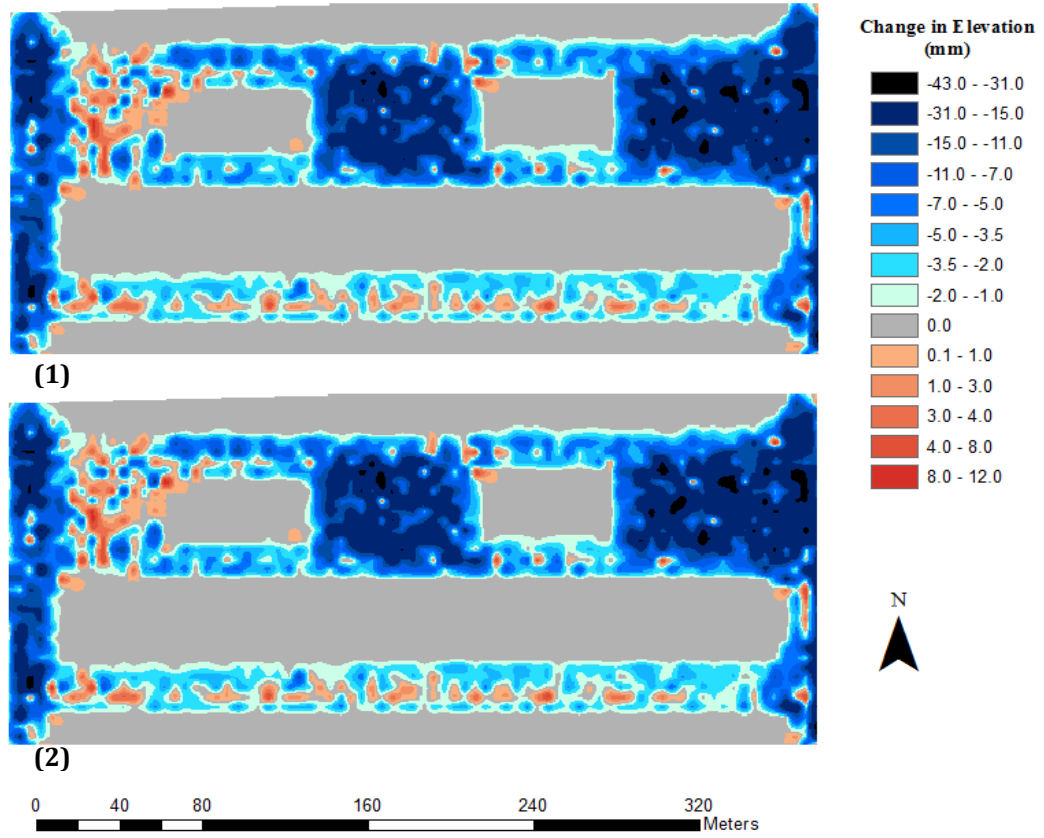 Change in Elevation
(mm)
-43.0 - -31.0
-31.0 - -15.0
-15.0 - -11.0
-11.0 - -7.0
-7.0 - -5.0
-5.0 - -3.5
-3.5 - -2.0
-2.0 - -1.0
0.0
0.1 - 1.0
1.0 - 3.0
3.0 - 4.0
4.0 - 8.0
8.0 - 12.0
(1)
N
(2)
0 40 80 160 240 320
Meters